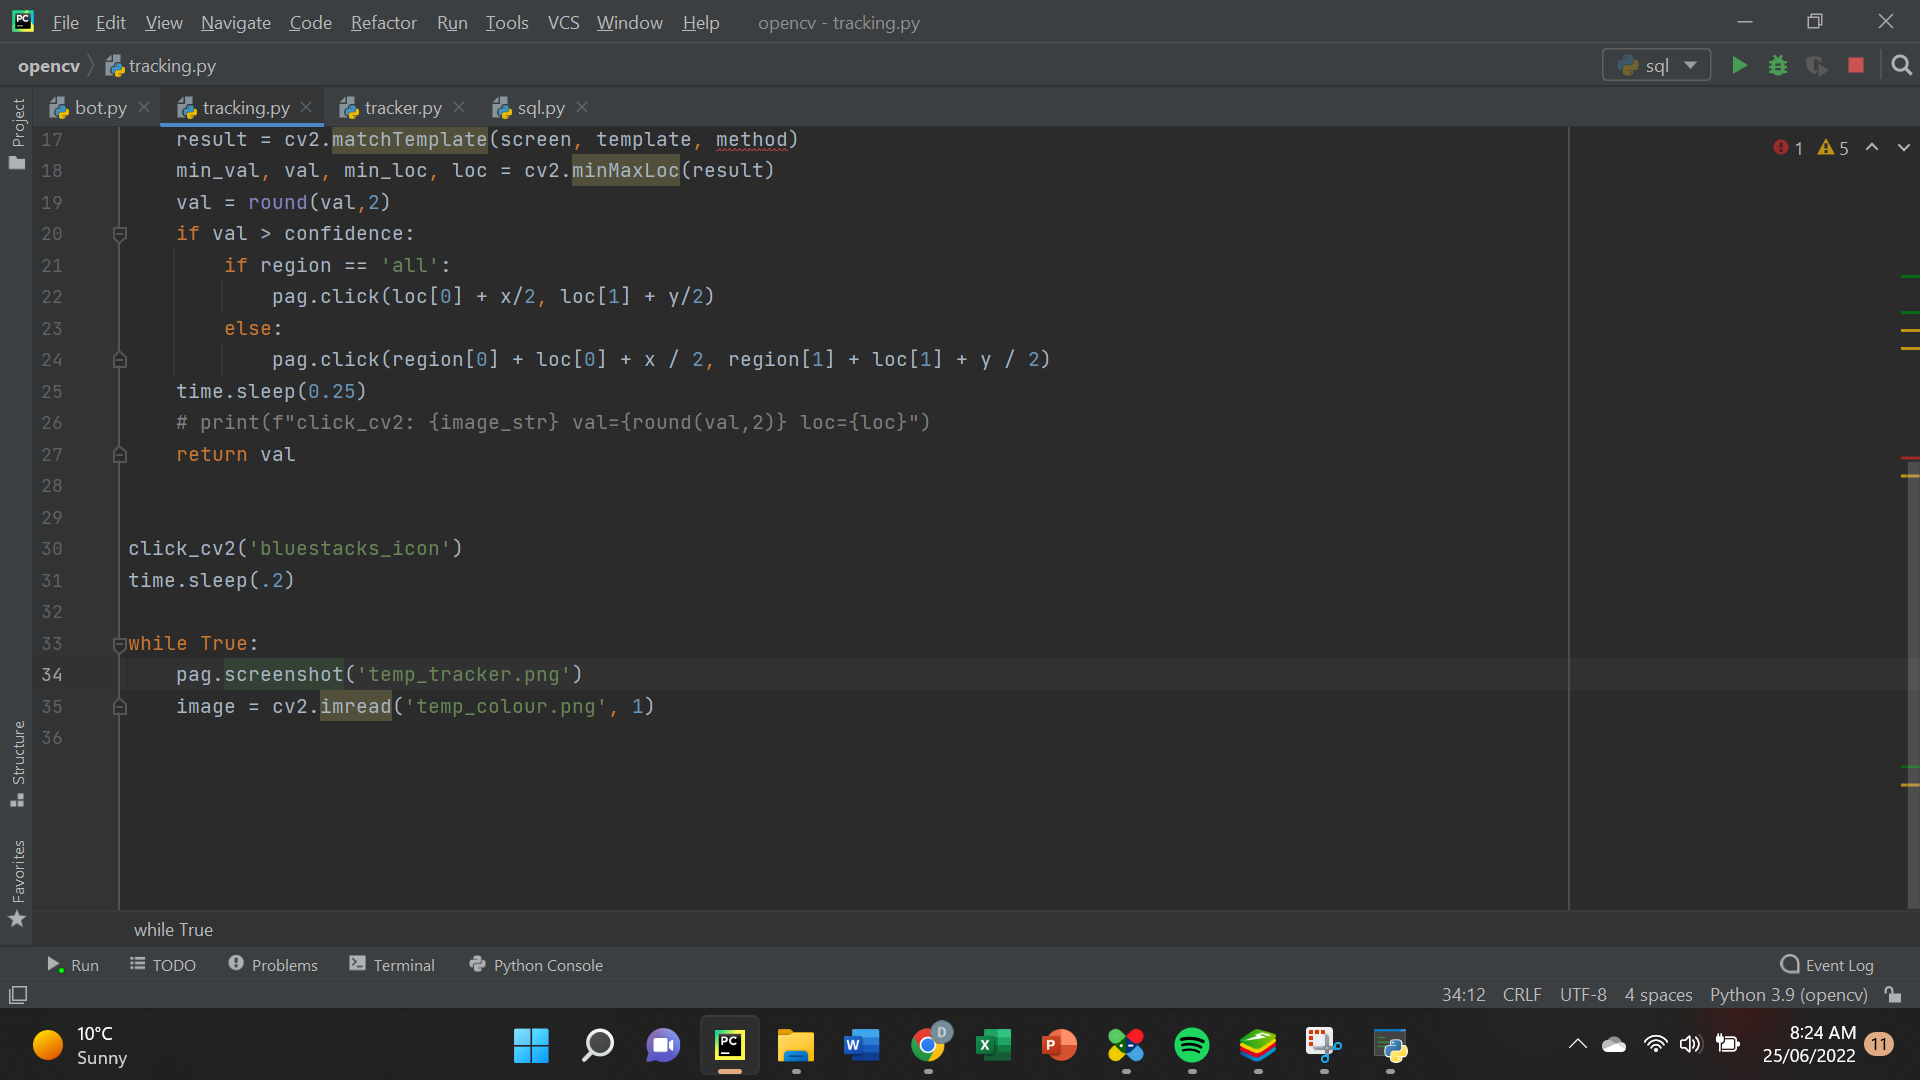 File Edit View Navigate Code Refactor Run Tools VCS Window Help opencv - tracking.py
opencv tracking.py sql
bot.py tracking.py tracker.py sql.py
Project
17 result = cv2.matchTemplate(screen, template, method)
1 5
18 min_val, val, min_loc, loc = cv2.minMaxLoc(result)
19 val = round(val,2)
20 if val > confidence:
21 if region == 'all':
22 pag.click(loc[0] + x/2, loc[1] + y/2)
23 else:
24 pag.click(region[0] + loc[0] + x / 2, region[1] + loc[1] + y / 2)
25 time.sleep(0.25)
26 # print(f"click_cv2: {image_str} val={round(val,2)} loc={loc}")
27 return val
28
29
30 click_cv2('bluestacks_icon')
31 time.sleep(.2)
32
33 while True:
34 pag.screenshot('temp_tracker.png')
35 image = cv2.imread('temp_colour.png', 1)
36
Structure
Favorites
while True
Run TODO Problems Terminal Python Console Event Log
34:12 CRLF UTF-8 4 spaces Python 3.9 (opencv)
10°C
Sunny
PC
W
D
X
P
8:24 AM
25/06/2022
11